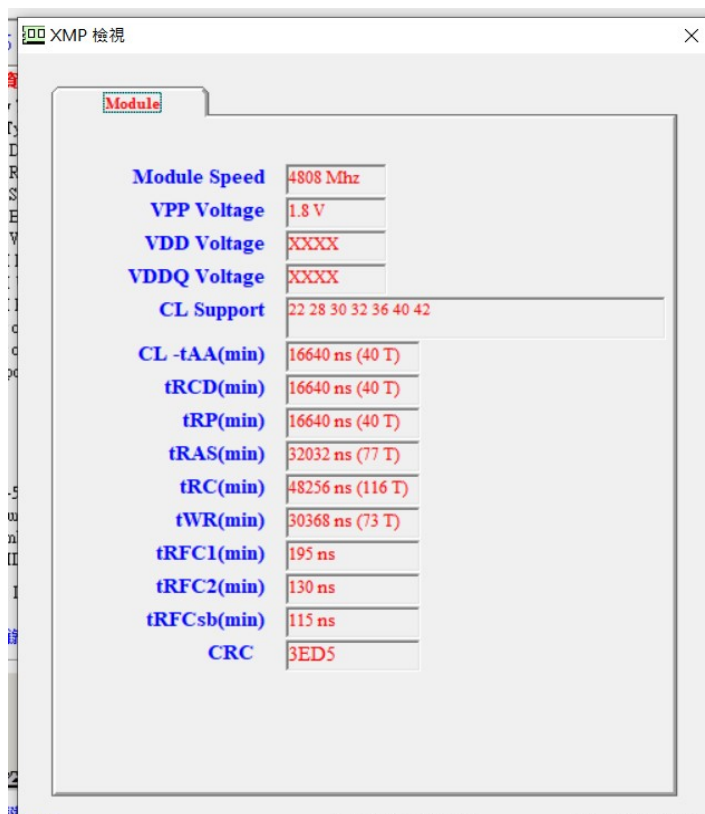 XMP 檢視
Module
Module Speed 4808 Mhz
VPP Voltage 1.8 V
VDD Voltage XXXX
VDDQ Voltage XXXX
CL Support 22 28 30 32 36 40 42
CL -tAA(min) 16640 ns (40 T)
tRCD(min) 16640 ns (40 T)
tRP(min) 16640 ns (40 T)
tRAS(min) 32032 ns (77 T)
tRC(min) 48256 ns (116 T)
tWR(min) 30368 ns (73 T)
tRFC1(min) 195 ns
tRFC2(min) 130 ns
tRFCsb(min) 115 ns
CRC 3ED5